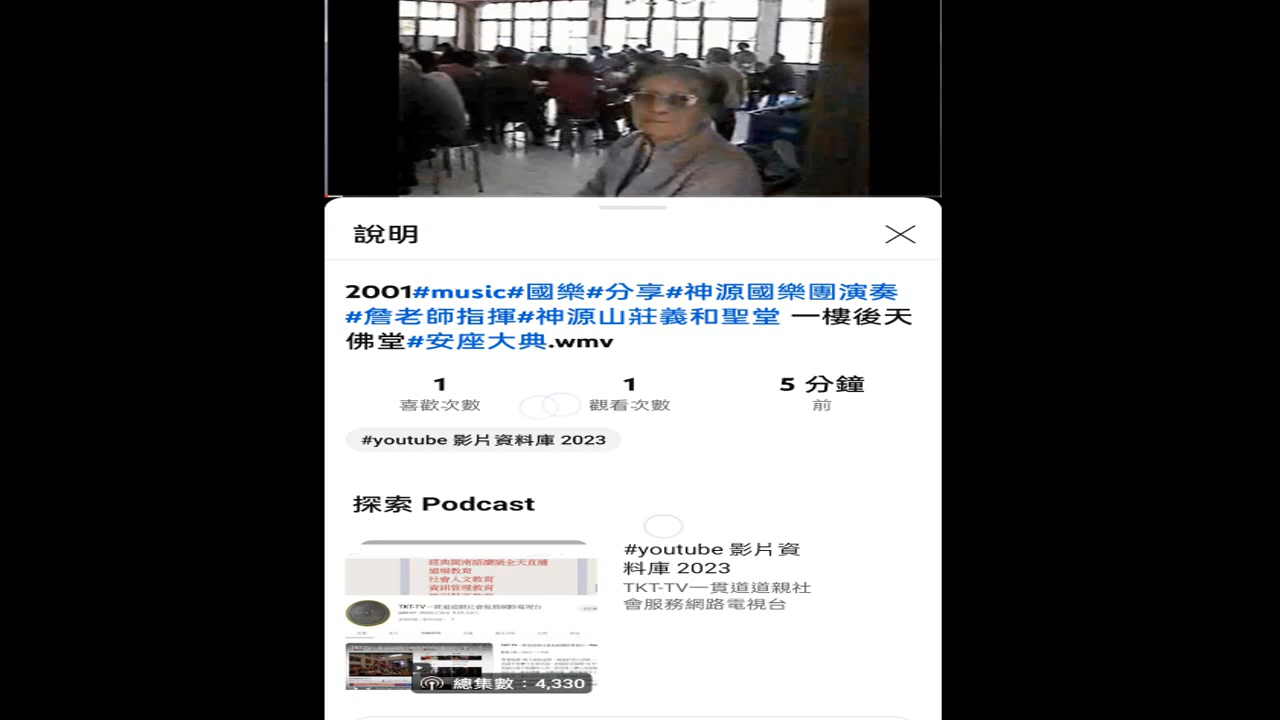 說明
2001#music#國樂#分享#神源國樂團演奏
#詹老師指揮#神源山莊義和聖堂 一樓後天
佛堂#安座大典.wmv
1 1 5 分鐘
喜歡次數 觀看次數 前
#youtube 影片資料庫 2023
探索 Podcast
#youtube 影片資
料庫 2023
TKT-TV一貫道道親社
會服務網路電視台
經典閩南語讀誦全天直播
道場教育
社會人文教育
資訊管理教育
TKT-TV一貫道道親社會服務網路電視台
總集數：4,330